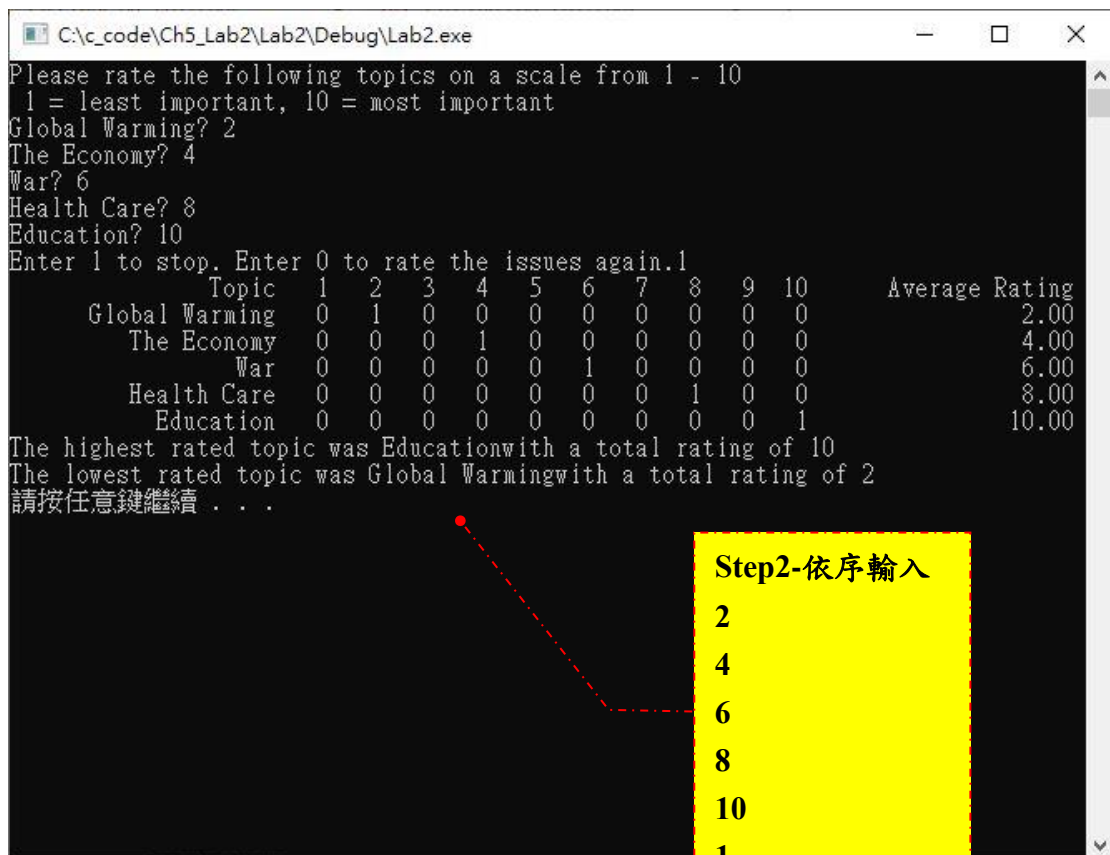 C:\c_code\Ch5_Lab2\Lab2\Debug\Lab2.exe
Please rate the following topics on a scale from 1 - 10
1 = least important, 10 = most important
Global Warming? 2
The Economy? 4
War? 6
Health Care? 8
Education? 10
Enter 1 to stop. Enter 0 to rate the issues again.1
Topic 1 2 3 4 5 6 7 8 9 10 Average Rating
Global Warming 0 1 0 0 0 0 0 0 0 0 2.00
The Economy 0 0 0 1 0 0 0 0 0 0 4.00
War 0 0 0 0 0 1 0 0 0 0 6.00
Health Care 0 0 0 0 0 0 0 1 0 0 8.00
Education 0 0 0 0 0 0 0 0 0 1 10.00
The highest rated topic was Educationwith a total rating of 10
The lowest rated topic was Global Warmingwith a total rating of 2
請按任意鍵繼續 . . .
Step2-依序輸入
2
4
6
8
10
1